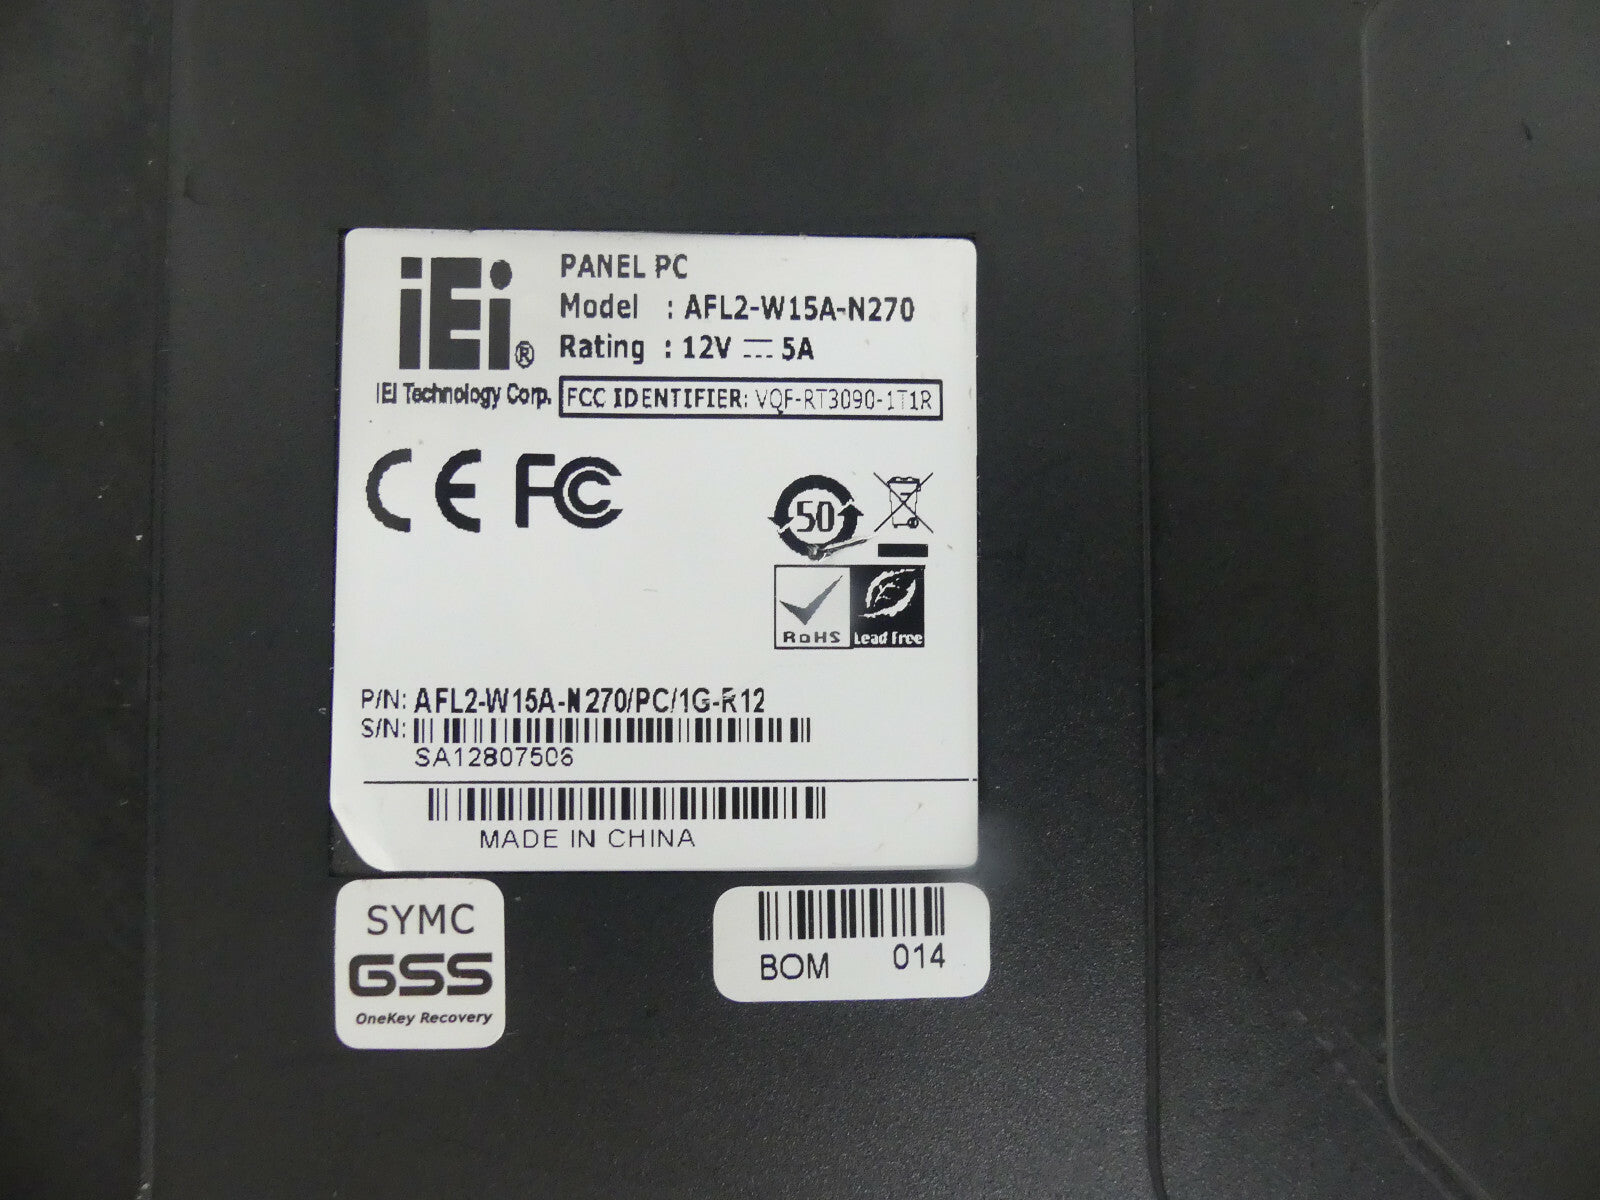 iEi®
IEI Technology Corp.
PANEL PC
Model : AFL2-W15A-N270
Rating : 12V ⎓ 5A
FCC IDENTIFIER: VQF-RT3090-1T1R
CE FC
50
RoHS Lead Free
P/N: AFL2-W15A-N270/PC/1G-R12
S/N:
SA12807506
MADE IN CHINA
SYMC
GSS
OneKey Recovery
BOM 014